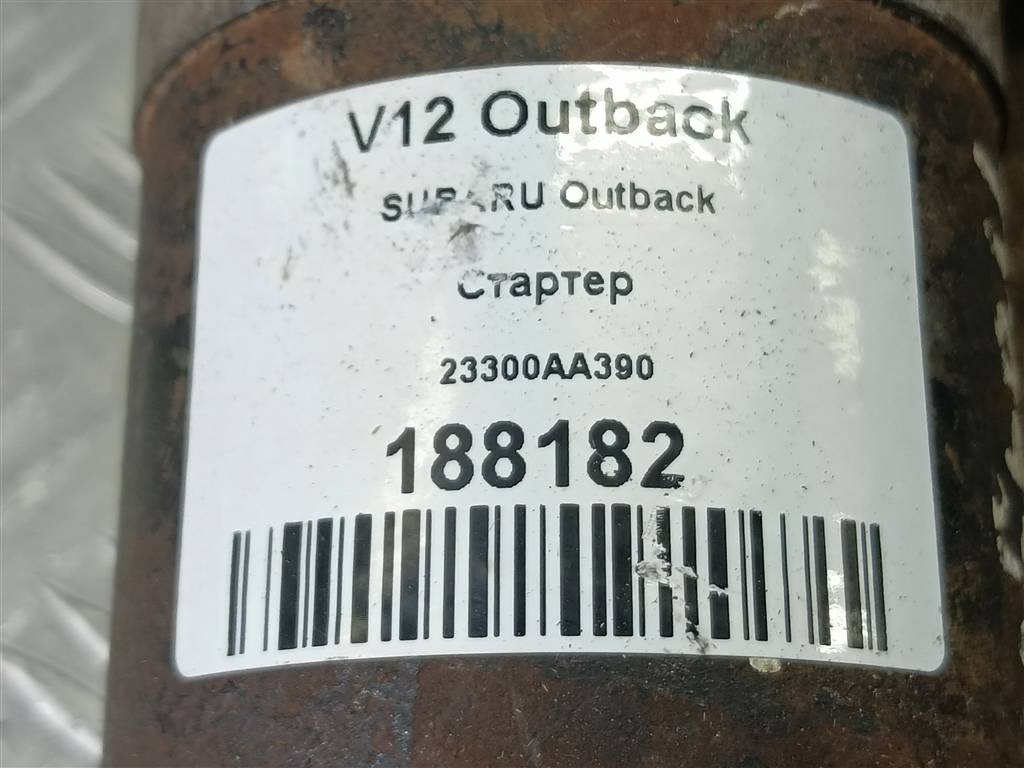 V12 Outback
SUBARU Outback
Стартер
23300AA390
188182